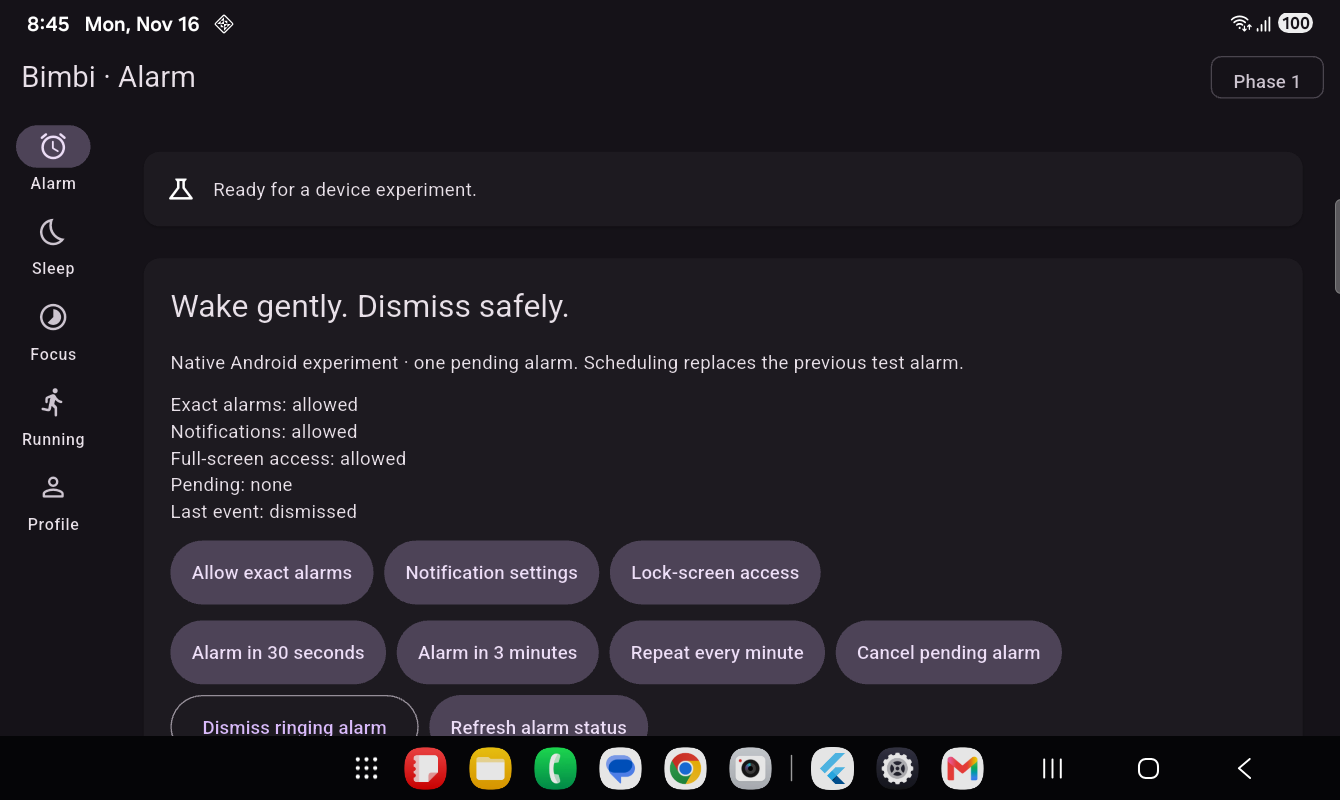 8:45 Mon, Nov 16
100
Bimbi · Alarm
Phase 1
Alarm
Sleep
Focus
Running
Profile
Ready for a device experiment.
Wake gently. Dismiss safely.
Native Android experiment · one pending alarm. Scheduling replaces the previous test alarm.
Exact alarms: allowed
Notifications: allowed
Full-screen access: allowed
Pending: none
Last event: dismissed
Allow exact alarms
Notification settings
Lock-screen access
Alarm in 30 seconds
Alarm in 3 minutes
Repeat every minute
Cancel pending alarm
Dismiss ringing alarm
Refresh alarm status